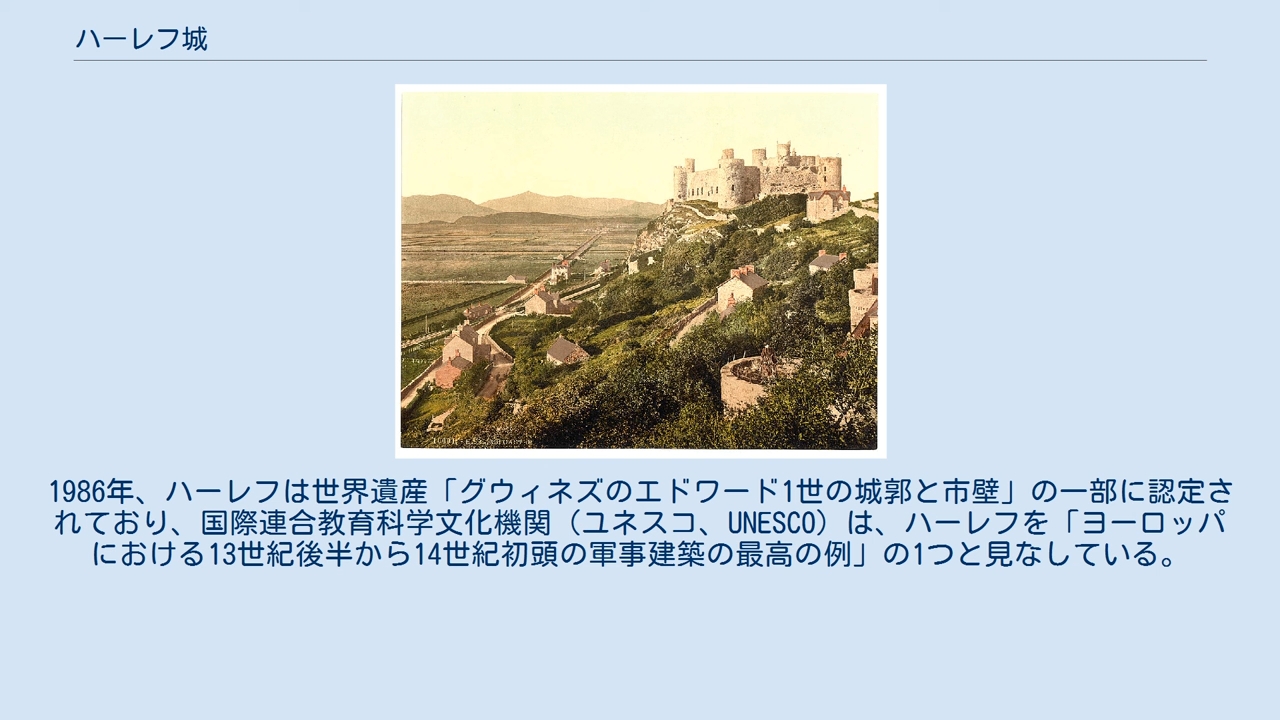 ハーレフ城
1986年、ハーレフは世界遺産「グウィネズのエドワード1世の城郭と市壁」の一部に認定さ
れており、国際連合教育科学文化機関（ユネスコ、UNESCO）は、ハーレフを「ヨーロッパ
における13世紀後半から14世紀初頭の軍事建築の最高の例」の1つと見なしている。